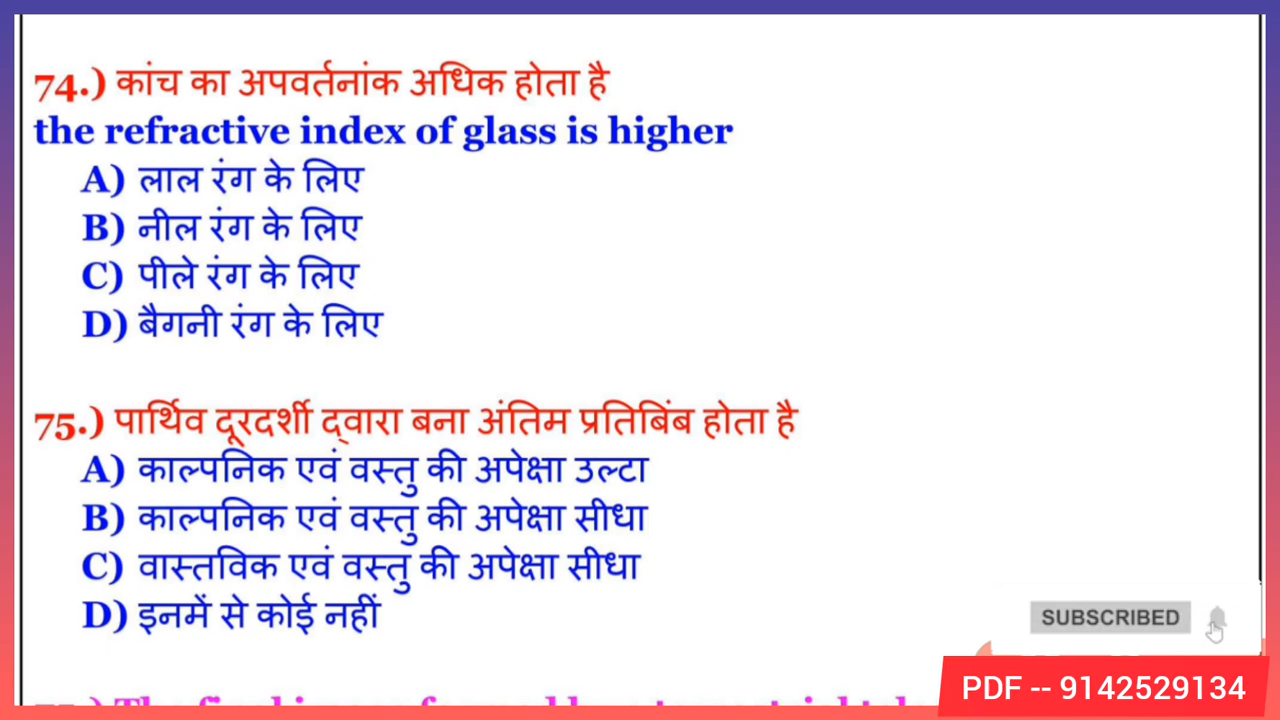 74.) कांच का अपवर्तनांक अधिक होता है
the refractive index of glass is higher
A) लाल रंग के लिए
B) नील रंग के लिए
C) पीले रंग के लिए
D) बैगनी रंग के लिए
75.) पार्थिव दूरदर्शी द्वारा बना अंतिम प्रतिबिंब होता है
A) काल्पनिक एवं वस्तु की अपेक्षा उल्टा
B) काल्पनिक एवं वस्तु की अपेक्षा सीधा
C) वास्तविक एवं वस्तु की अपेक्षा सीधा
D) इनमें से कोई नहीं
SUBSCRIBED
PDF -- 9142529134